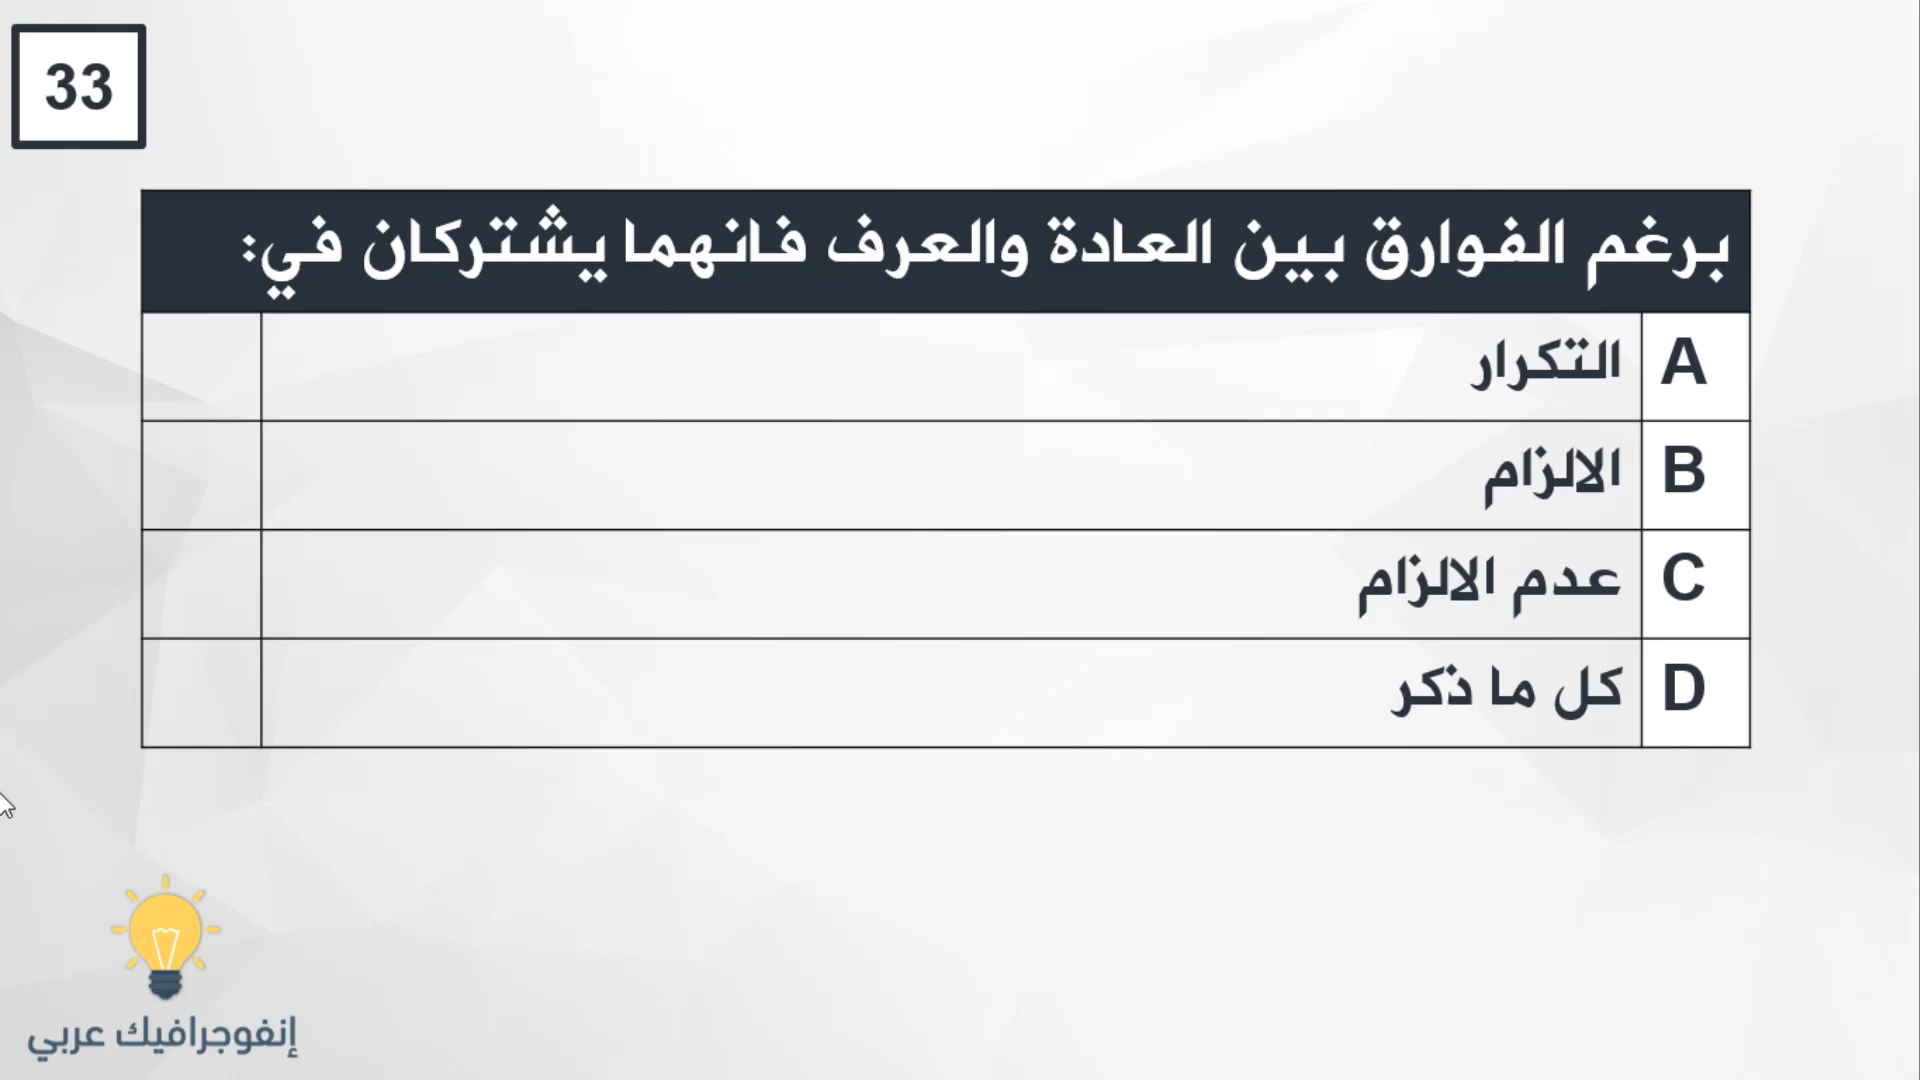 33
برغم الفوارق بين العادة والعرف فانهما يشتركان في:
A التكرار
B الالزام
C عدم الالزام
D كل ما ذكر
إنفوجرافيك عربي